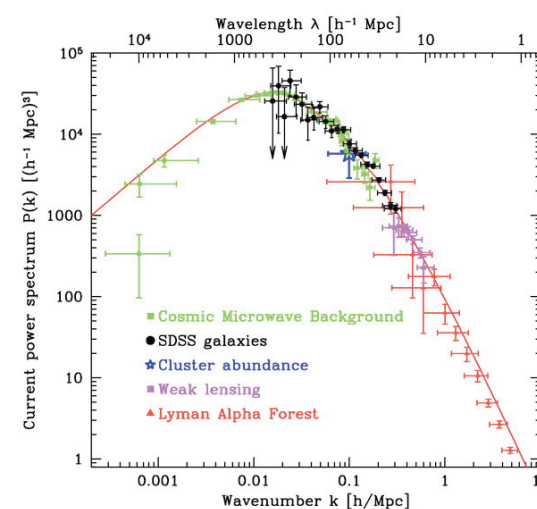 Wavelength λ [h⁻¹ Mpc]
10⁴ 1000 100 10 1
Current power spectrum P(k) [(h⁻¹ Mpc)³]
10⁵
10⁴
1000
100
10
1
Cosmic Microwave Background
SDSS galaxies
Cluster abundance
Weak lensing
Lyman Alpha Forest
0.001 0.01 0.1 1
Wavenumber k [h/Mpc]